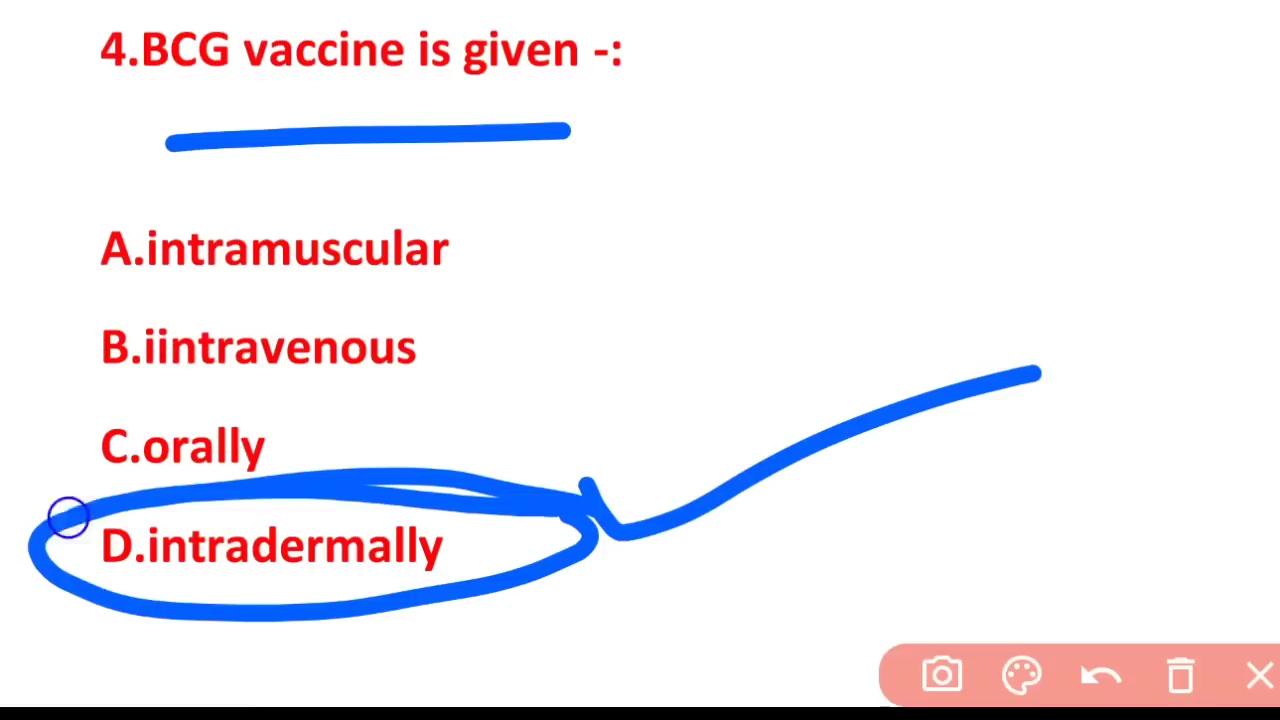 4.BCG vaccine is given -:
A.intramuscular
B.iintravenous
C.orally
D.intradermally